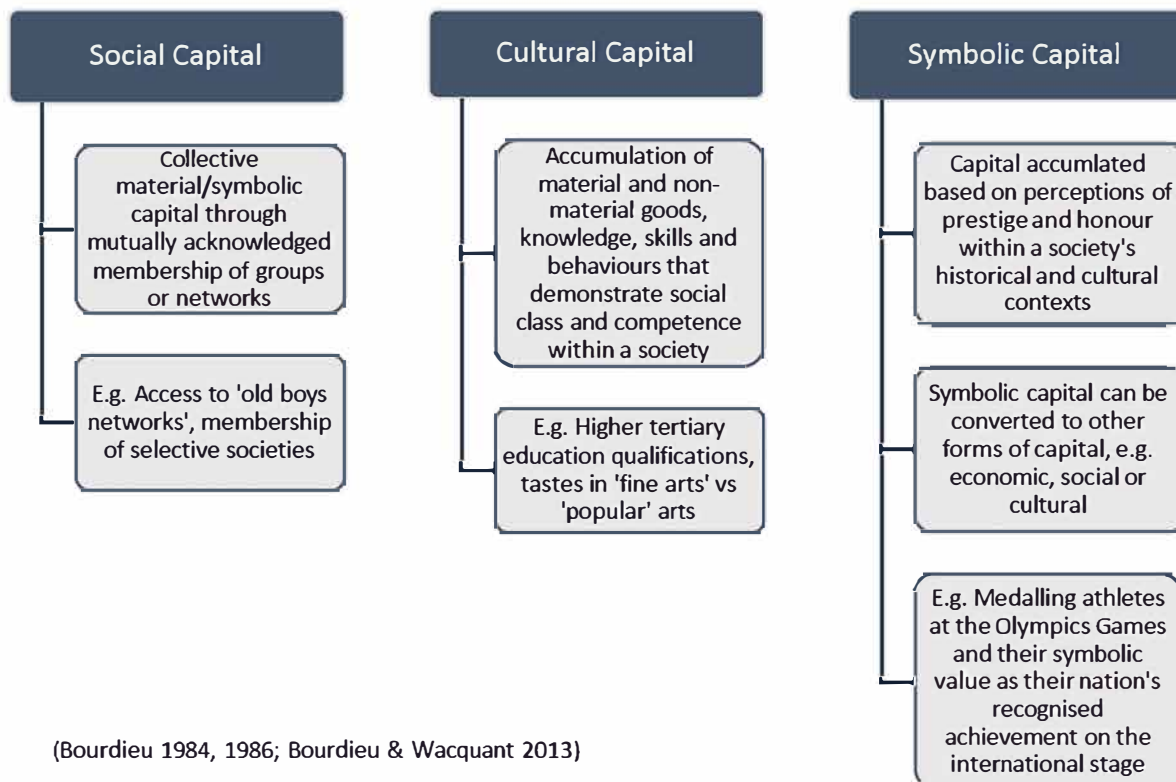 Social Capital
Collective
material/symbolic
capital through
mutually acknowledged
membership of groups
or networks
E.g. Access to 'old boys
networks', membership
of selective societies
Cultural Capital
Accumulation of
material and non-
material goods,
knowledge, skills and
behaviours that
demonstrate social
class and competence
within a society
E.g. Higher tertiary
education qualifications,
tastes in 'fine arts' vs
'popular' arts
Symbolic Capital
Capital accumlated
based on perceptions of
prestige and honour
within a society's
historical and cultural
contexts
Symbolic capital can be
converted to other
forms of capital, e.g.
economic, social or
cultural
E.g. Medalling athletes
at the Olympics Games
and their symbolic
value as their nation's
recognised
achievement on the
international stage
(Bourdieu 1984, 1986; Bourdieu & Wacquant 2013)